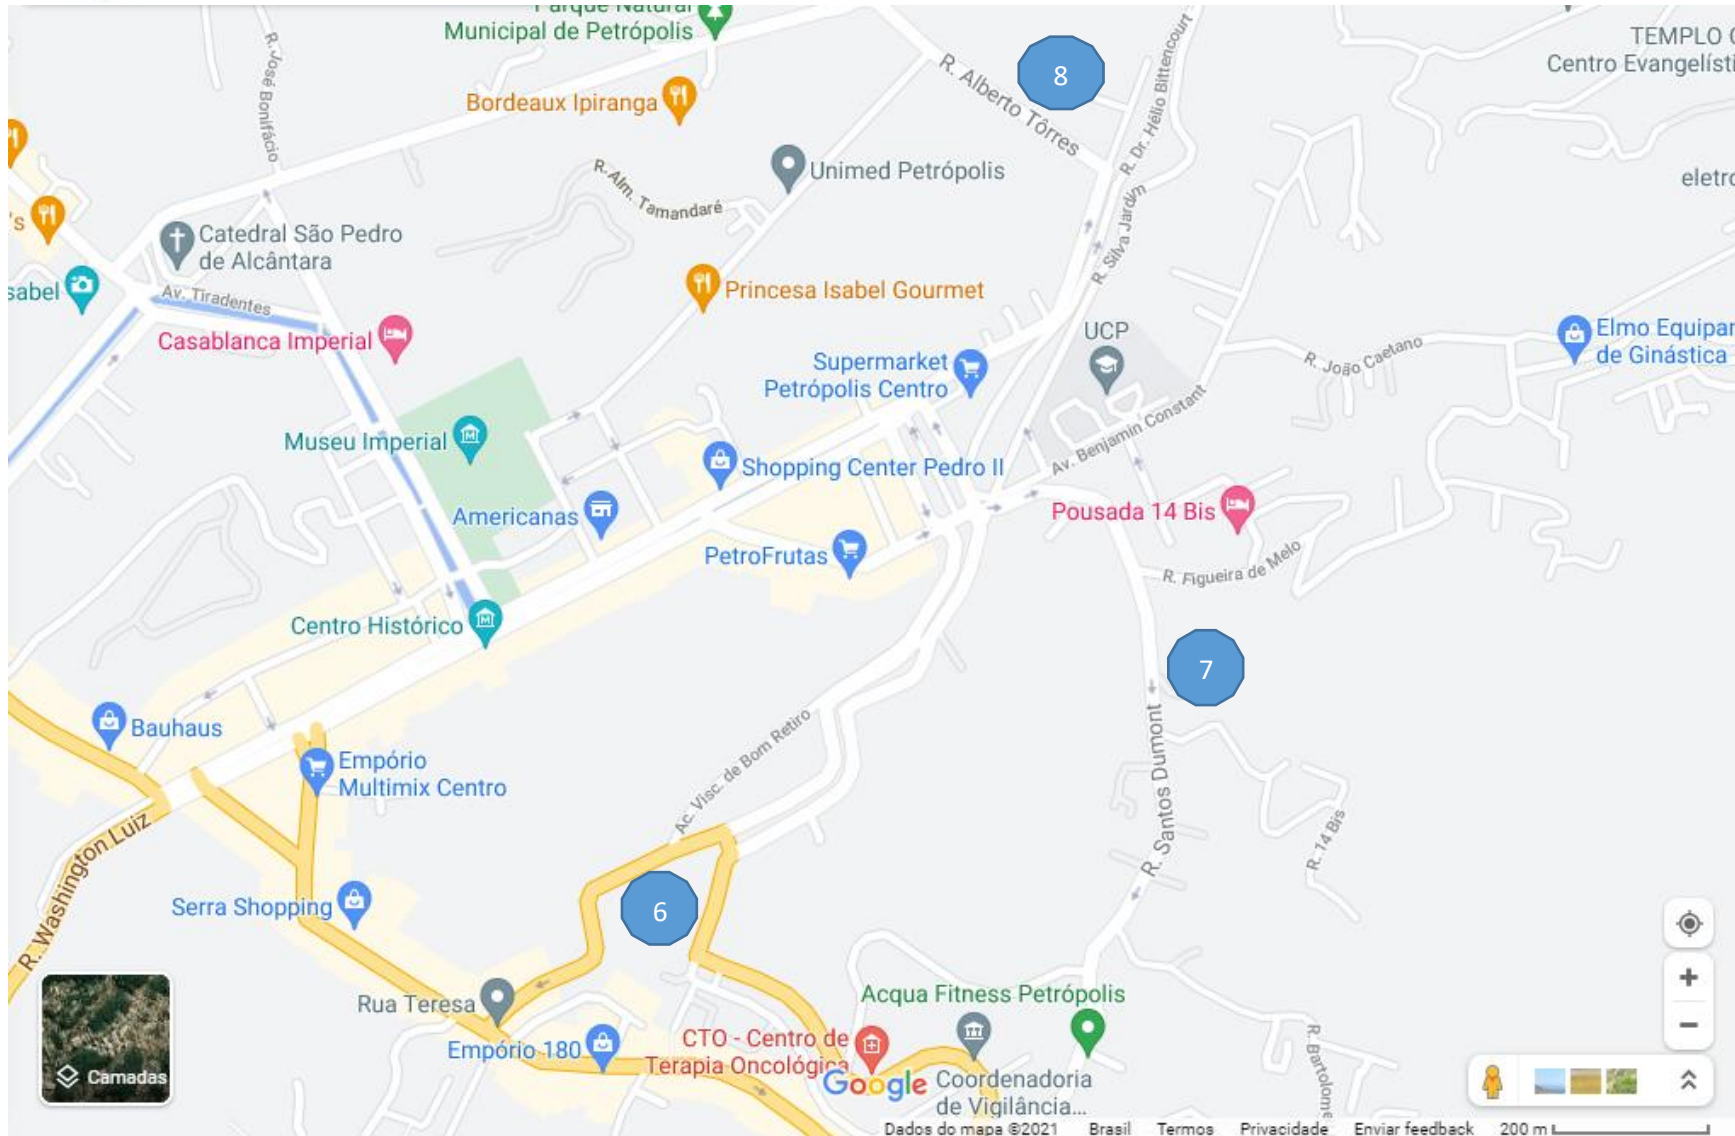 Parque Natural
Municipal de Petrópolis
R. José Bonifácio
Bordeaux Ipiranga
R. Alberto Tôrres
8
R. Dr. Hélio Bittencourt
TEMPLO
Centro Evangelísti
R. Alm. Tamandaré
Unimed Petrópolis
eletro
's
Catedral São Pedro
de Alcântara
R. Silva Jardim
sabel
Av. Tiradentes
Princesa Isabel Gourmet
Casablanca Imperial
UCP
Elmo Equipar
de Ginástica
R. João Caetano
Supermarket
Petrópolis Centro
Museu Imperial
Av. Benjamin Constant
Shopping Center Pedro II
Americanas
Pousada 14 Bis
PetroFrutas
R. Figueira de Melo
Centro Histórico
7
Bauhaus
Ac. Visc. de Bom Retiro
Empório
Multimix Centro
R. Santos Dumont
R. 14 Bis
R. Washington Luiz
Serra Shopping
6
Rua Teresa
Acqua Fitness Petrópolis
Empório 180
CTO - Centro de
Terapia Oncológica
R. Bartolome
Camadas
Google
Coordenadoria
de Vigilância...
Dados do mapa ©2021 Brasil Termos Privacidade Enviar feedback 200 m